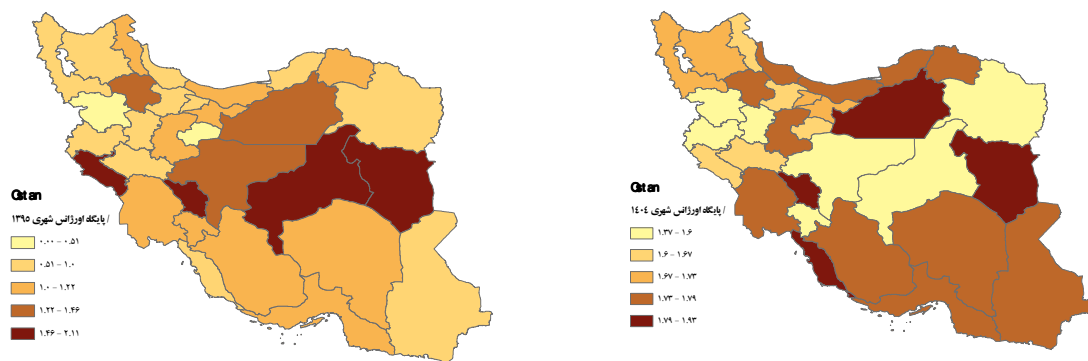 Ostan
/ پایگاه اورژانس شهری ۱۳۹۵
۰.۰۰ - ۰.۵۱
۰.۵۱ - ۱.۰
۱.۰ - ۱.۲۲
۱.۲۲ - ۱.۴۶
۱.۴۶ - ۲.۱۱
Ostan
/ پایگاه اورژانس شهری ۱٤۰٤
۱.۳۷ - ۱.۶
۱.۶ - ۱.۶۷
۱.۶۷ - ۱.۷۳
۱.۷۳ - ۱.۷۹
۱.۷۹ - ۱.۹۳